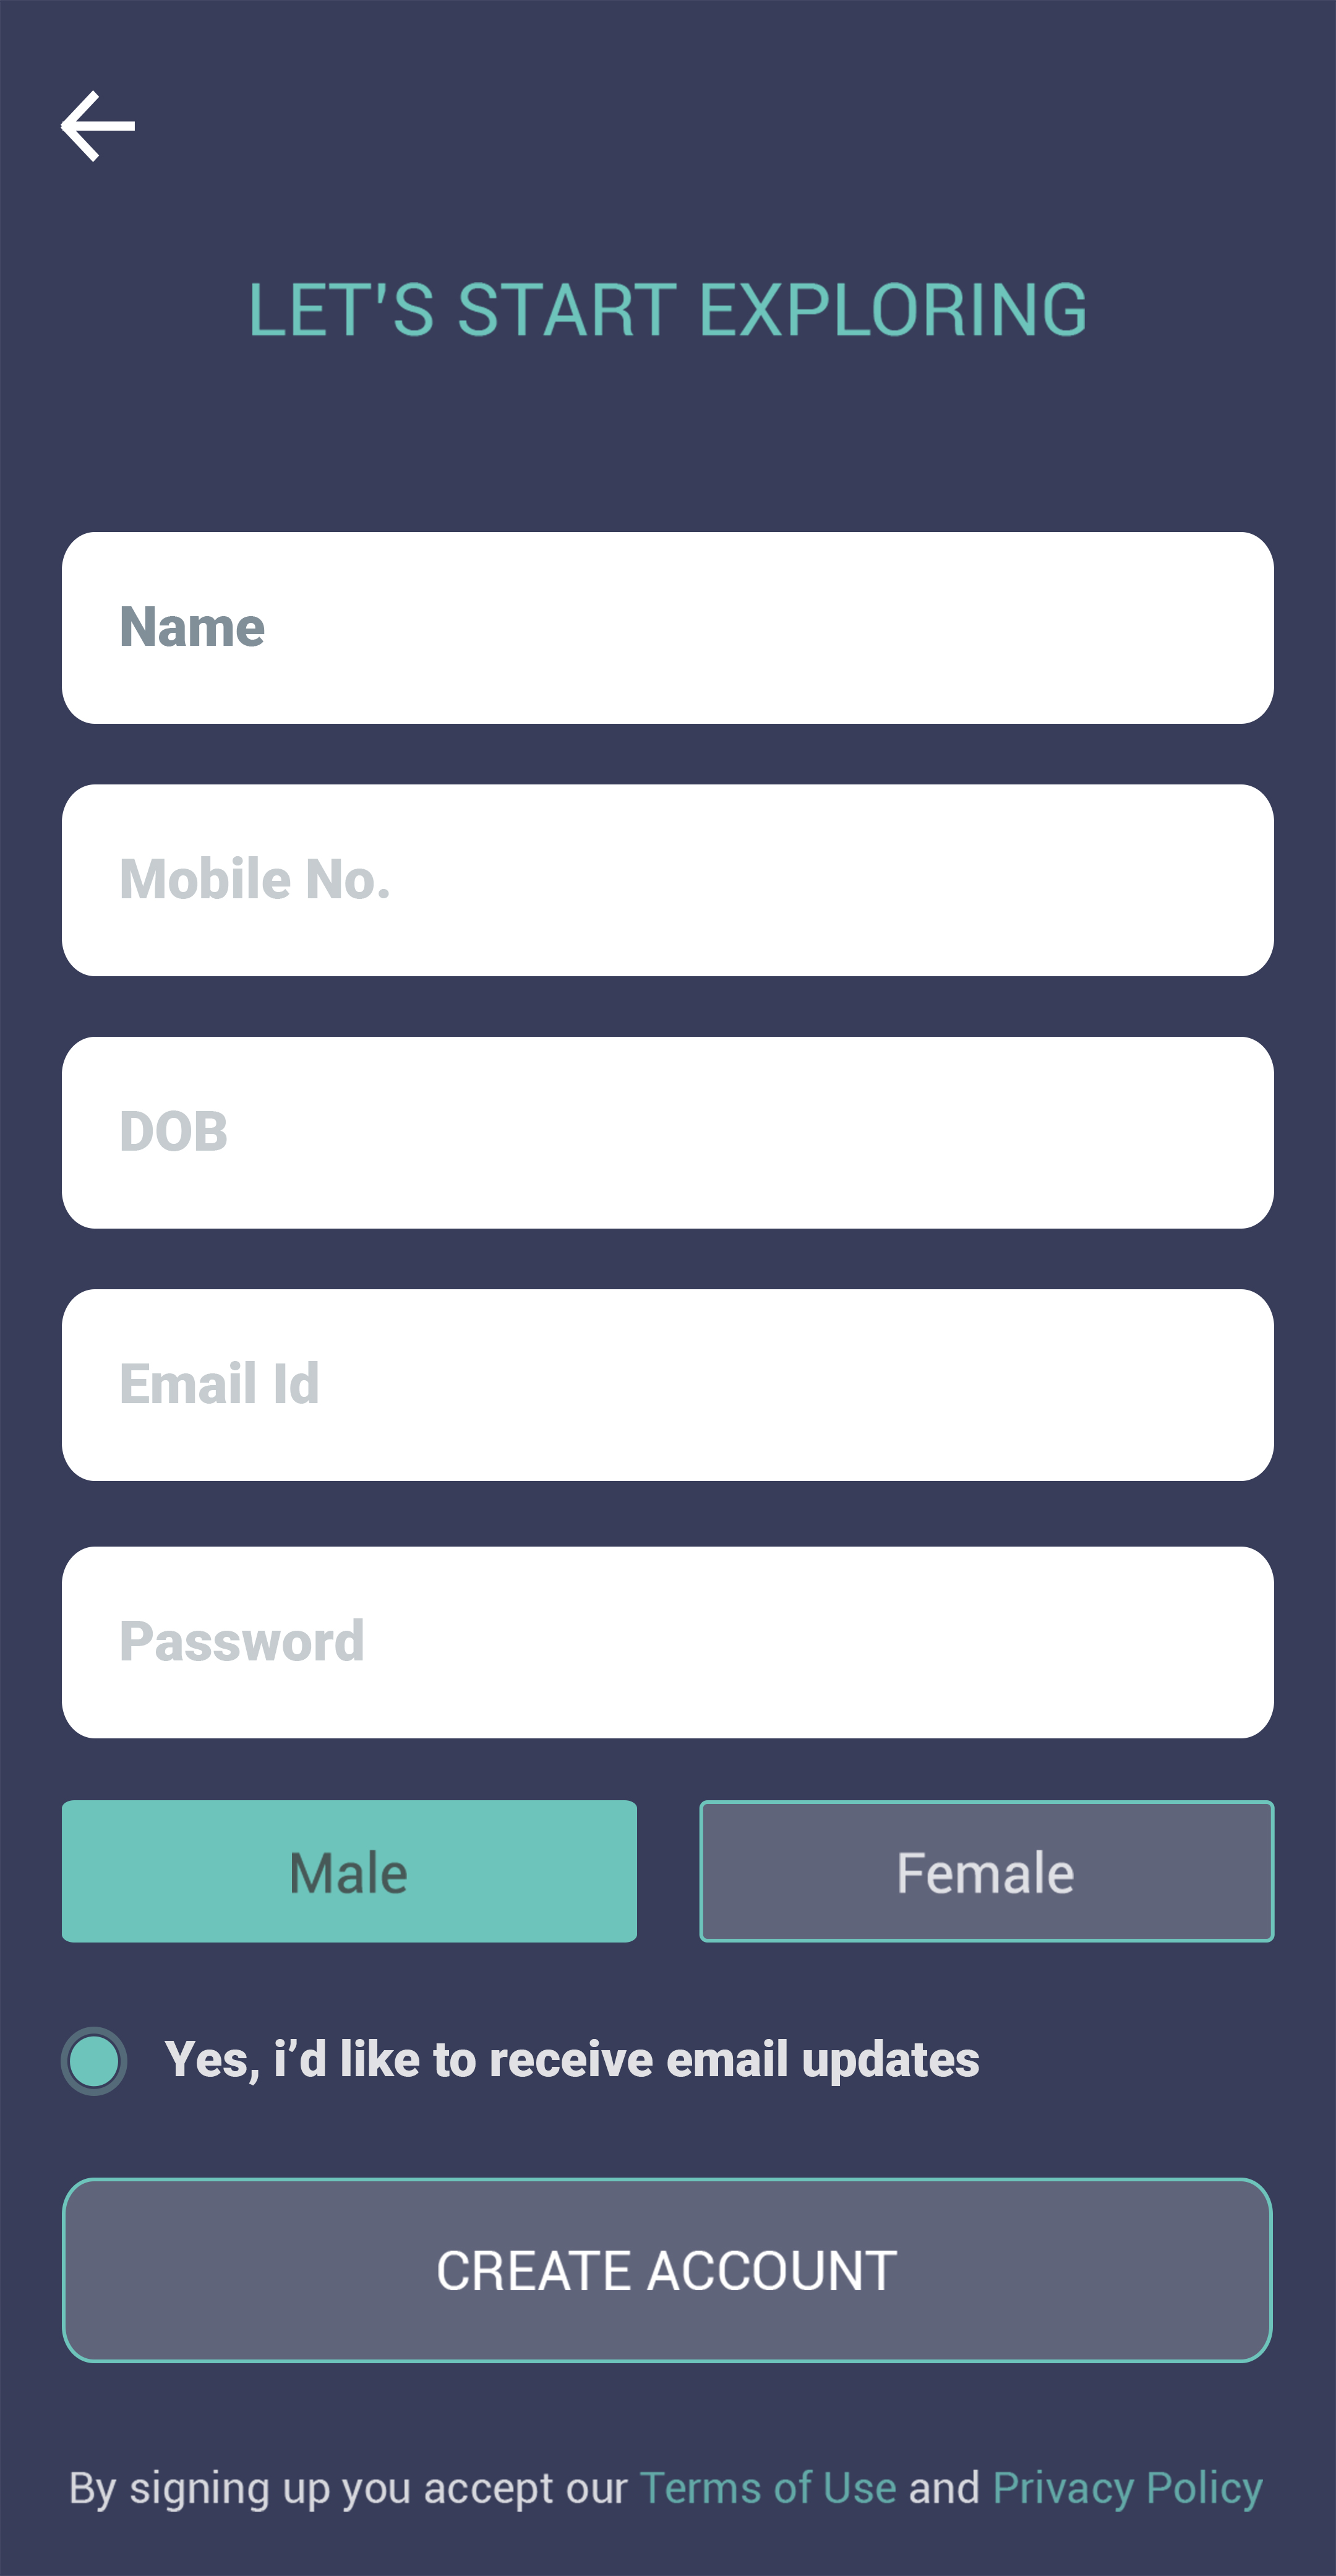 LET'S START EXPLORING
Name
Mobile No.
DOB
Email Id
Password
Male
Female
Yes, i’d like to receive email updates
CREATE ACCOUNT
By signing up you accept our Terms of Use and Privacy Policy